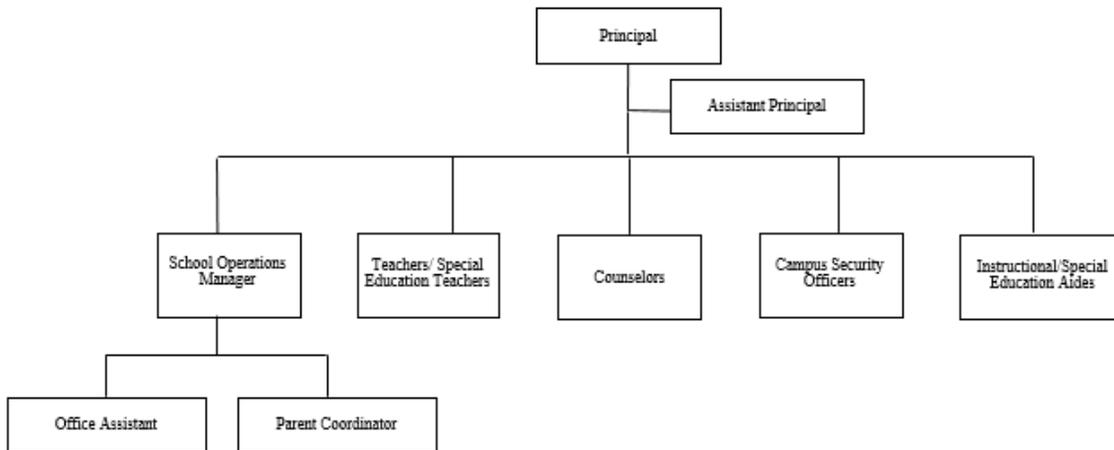 Principal
Assistant Principal
School Operations
Manager
Teachers/ Special
Education Teachers
Counselors
Campus Security
Officers
Instructional/Special
Education Aides
Office Assistant
Parent Coordinator